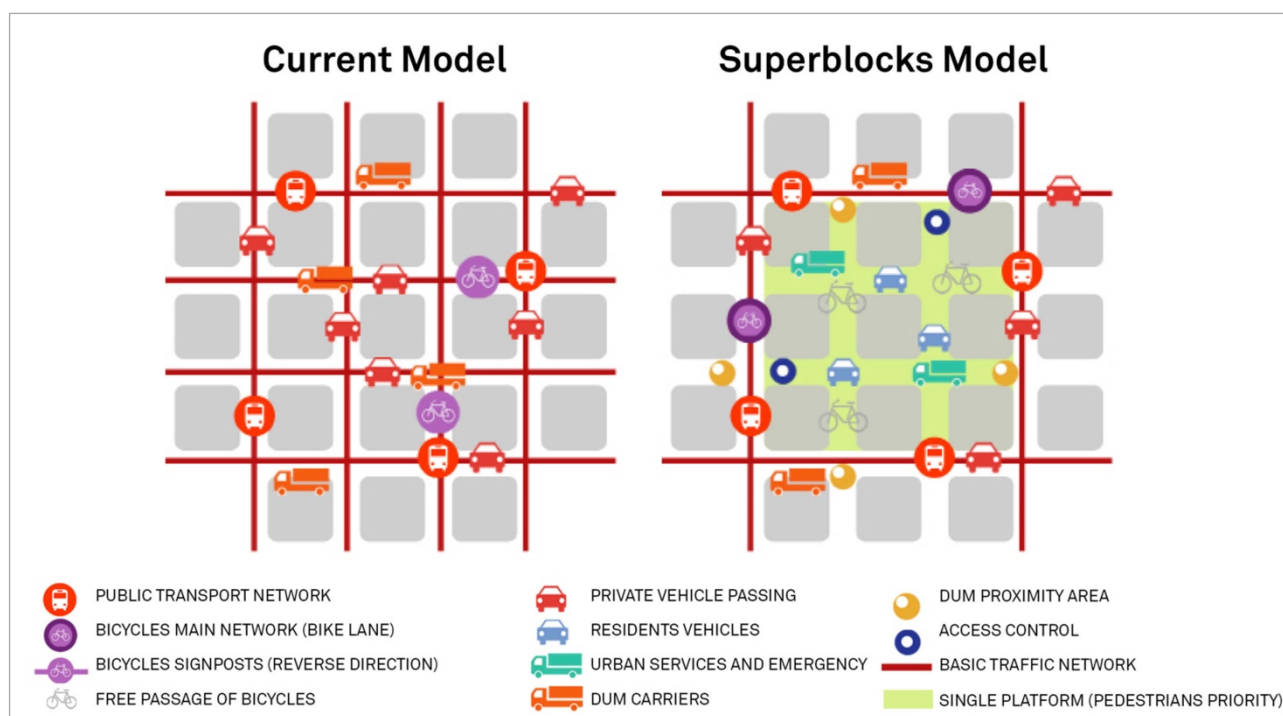 Current Model
Superblocks Model
PUBLIC TRANSPORT NETWORK
BICYCLES MAIN NETWORK (BIKE LANE)
BICYCLES SIGNPOSTS (REVERSE DIRECTION)
FREE PASSAGE OF BICYCLES
PRIVATE VEHICLE PASSING
RESIDENTS VEHICLES
URBAN SERVICES AND EMERGENCY
DUM CARRIERS
DUM PROXIMITY AREA
ACCESS CONTROL
BASIC TRAFFIC NETWORK
SINGLE PLATFORM (PEDESTRIANS PRIORITY)